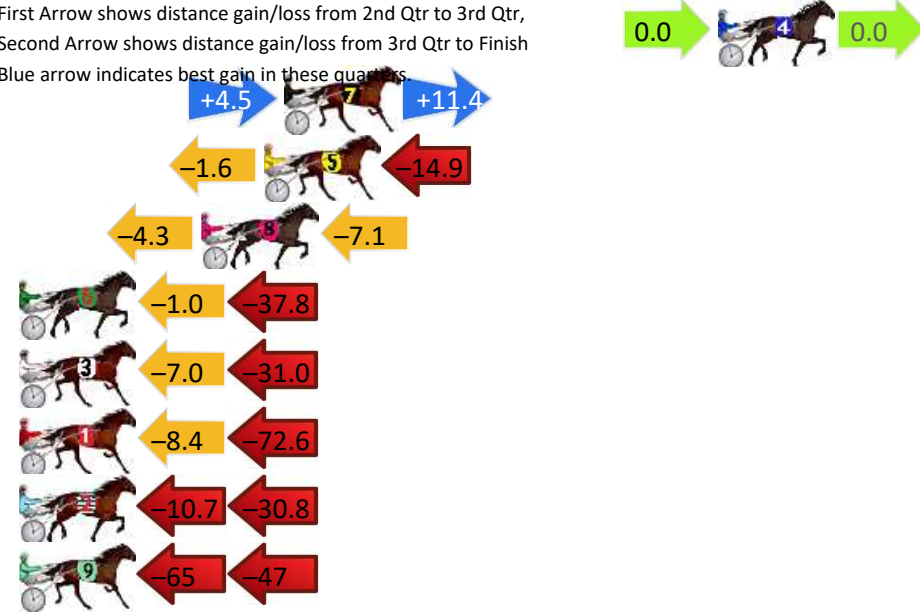 First Arrow shows distance gain/loss from 2nd Qtr to 3rd Qtr,
Second Arrow shows distance gain/loss from 3rd Qtr to Finish
Blue arrow indicates best gain in these quarters.
0.0 4 0.0
+4.5 7 +11.4
–1.6 5 –14.9
–4.3 8 –7.1
6 –1.0 –37.8
3 –7.0 –31.0
1 –8.4 –72.6
2 –10.7 –30.8
9 –65 –47